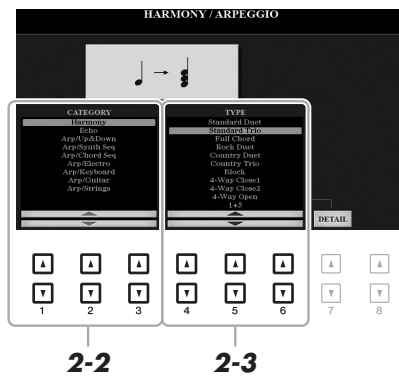 HARMONY / ARPEGGIO
CATEGORY
Harmony
Echo
Arp/Up&Down
Arp/Synth Seq
Arp/Chord Seq
Arp/Electro
Arp/Keyboard
Arp/Guitar
Arp/Strings
TYPE
Standard Duet
Standard Trio
Full Chord
Rock Duet
Country Duet
Country Trio
Block
4-Way Close1
4-Way Close2
4-Way Open
1+5
DETAIL
1 2 3 4 5 6 7 8
2-2 2-3